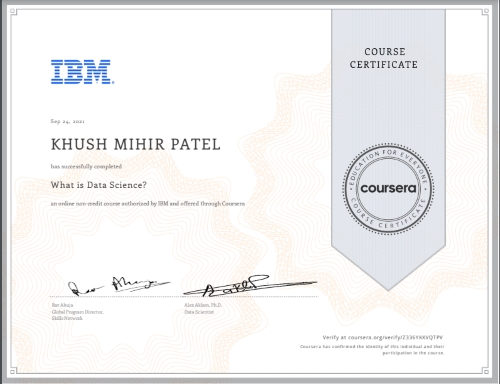 IBM
COURSE
CERTIFICATE
Sep 24, 2021
KHUSH MIHIR PATEL
has successfully completed
What is Data Science?
an online non-credit course authorized by IBM and offered through Coursera
EDUCATION FOR EVERYONE
coursera
COURSE CERTIFICATE
Rav Ahuja
Global Program Director,
Skills Network
Alex Aklson, Ph.D.
Data Scientist
Verify at coursera.org/verify/
Coursera has confirmed the identity of this individual and their
participation in the course.